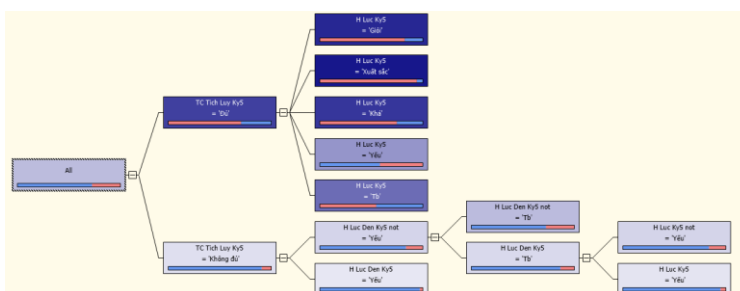 H Luc Ky5
= 'Giỏi'
H Luc Ky5
= 'Xuất sắc'
TC Tich Luy Ky5
= 'Đủ'
H Luc Ky5
= 'Khá'
H Luc Ky5
= 'Yếu'
All
H Luc Ky5
= 'Tb'
H Luc Den Ky5 not
= 'Tb'
TC Tich Luy Ky5
= 'Không đủ'
H Luc Den Ky5 not
= 'Yếu'
H Luc Den Ky5
= 'Tb'
H Luc Ky5 not
= 'Yếu'
H Luc Den Ky5
= 'Yếu'
H Luc Ky5
= 'Yếu'